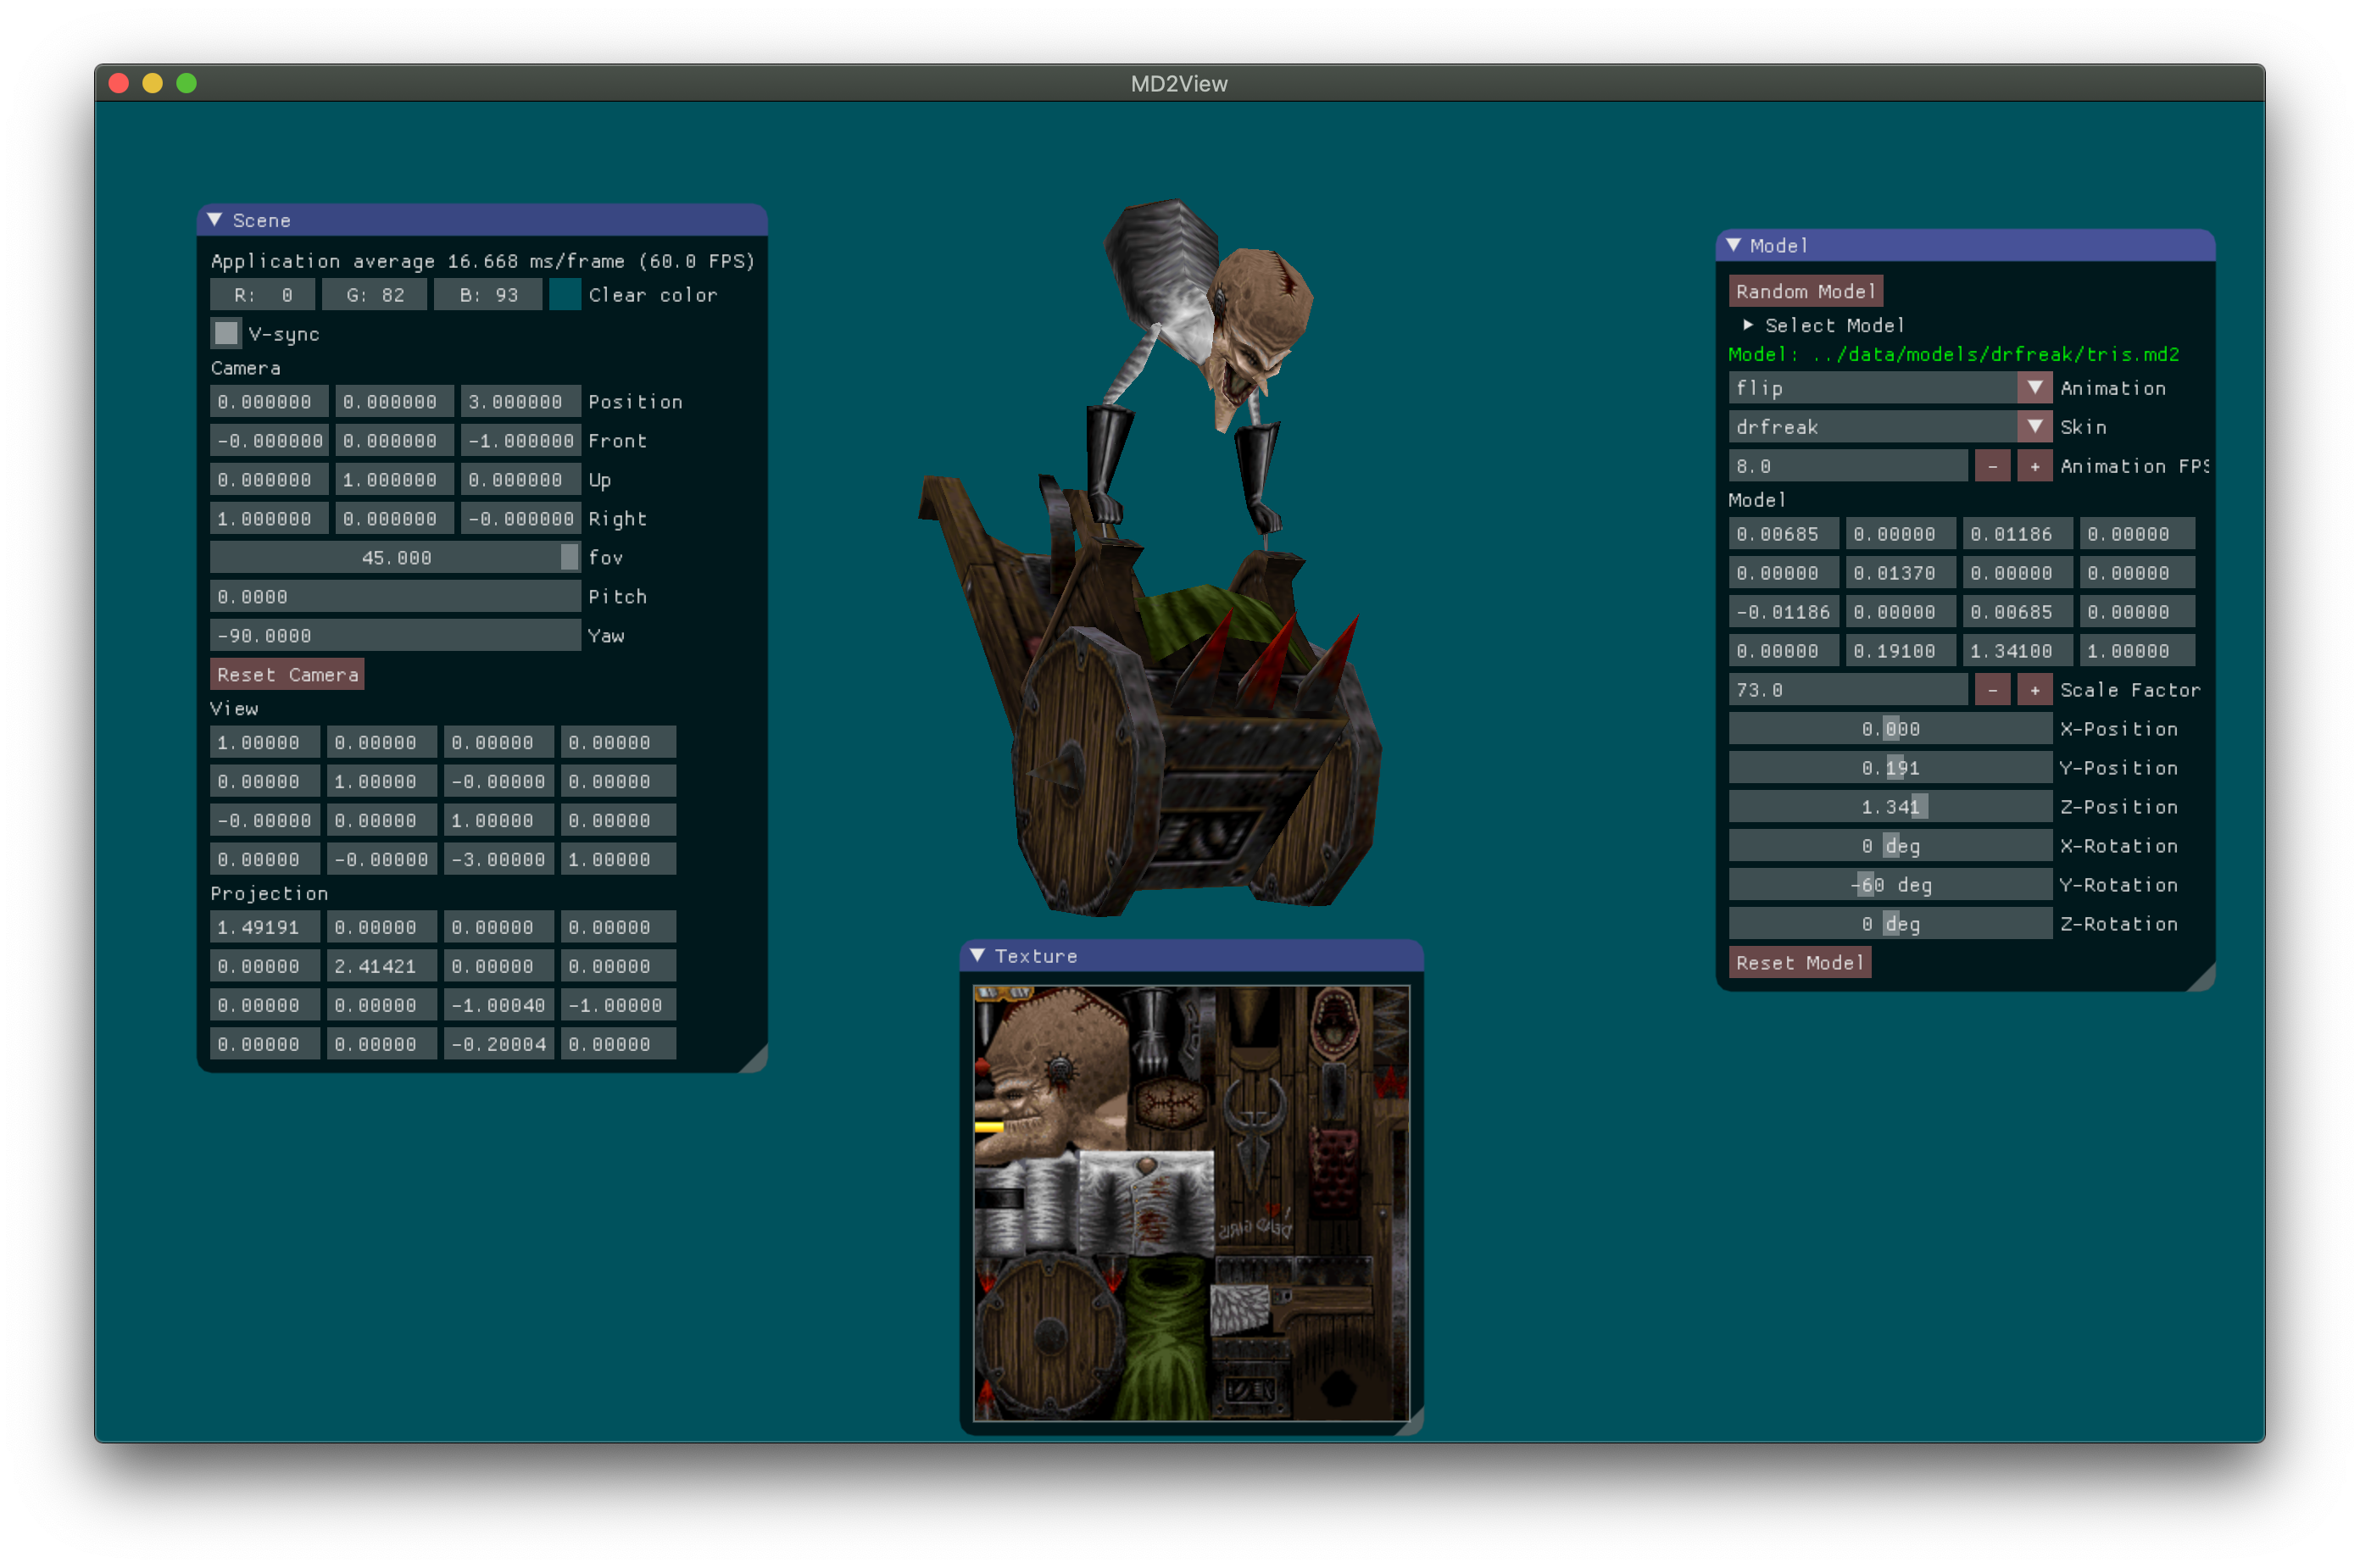 MD2View
Scene
Application average 16.668 ms/frame (60.0 FPS)
R: 0 G: 82 B: 93 Clear color
V-sync
Camera
0.000000 0.000000 3.000000 Position
-0.000000 0.000000 -1.000000 Front
0.000000 1.000000 0.000000 Up
1.000000 0.000000 -0.000000 Right
45.000 fov
0.0000 Pitch
-90.0000 Yaw
Reset Camera
View
1.00000 0.00000 0.00000 0.00000
0.00000 1.00000 -0.00000 0.00000
-0.00000 0.00000 1.00000 0.00000
0.00000 -0.00000 -3.00000 1.00000
Projection
1.49191 0.00000 0.00000 0.00000
0.00000 2.41421 0.00000 0.00000
0.00000 0.00000 -1.00040 -1.00000
0.00000 0.00000 -0.20004 0.00000
Texture
I
DEAD GIRLS
Model
Random Model
Select Model
Model: ../data/models/drfreak/tris.md2
flip Animation
drfreak Skin
8.0 - + Animation FPS
Model
0.00685 0.00000 0.01186 0.00000
0.00000 0.01370 0.00000 0.00000
-0.01186 0.00000 0.00685 0.00000
0.00000 0.19100 1.34100 1.00000
73.0 - + Scale Factor
0.000 X-Position
0.191 Y-Position
1.341 Z-Position
0 deg X-Rotation
-60 deg Y-Rotation
0 deg Z-Rotation
Reset Model